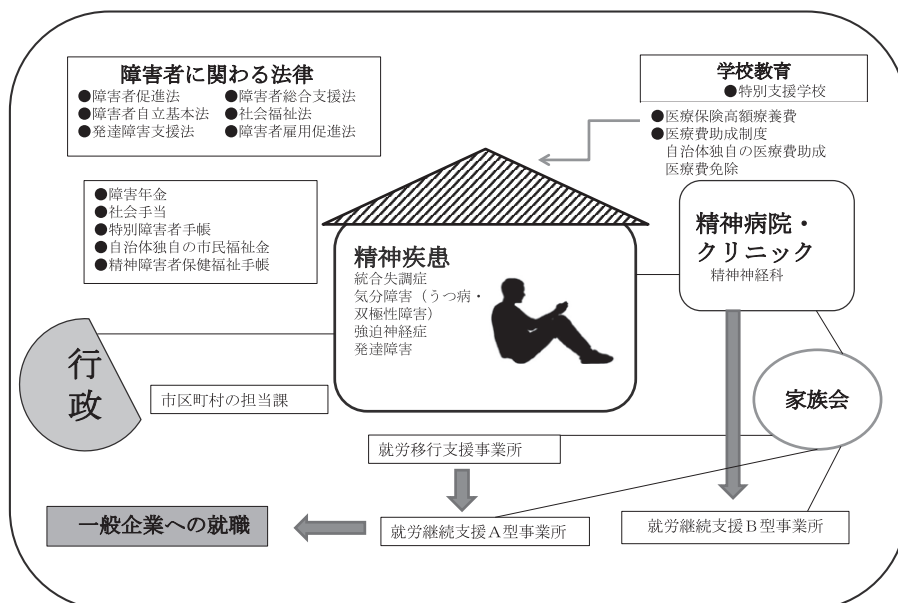 障害者に関わる法律
●障害者促進法 ●障害者総合支援法
●障害者自立基本法 ●社会福祉法
●発達障害支援法 ●障害者雇用促進法
学校教育
●特別支援学校
●医療保険高額療養費
●医療費助成制度
自治体独自の医療費助成
医療費免除
●障害年金
●社会手当
●特別障害者手帳
●自治体独自の市民福祉金
●精神障害者保健福祉手帳
精神疾患
統合失調症
気分障害（うつ病・
双極性障害）
強迫神経症
発達障害
精神病院・
クリニック
精神神経科
行政
市区町村の担当課
家族会
就労移行支援事業所
一般企業への就職
就労継続支援A型事業所
就労継続支援B型事業所